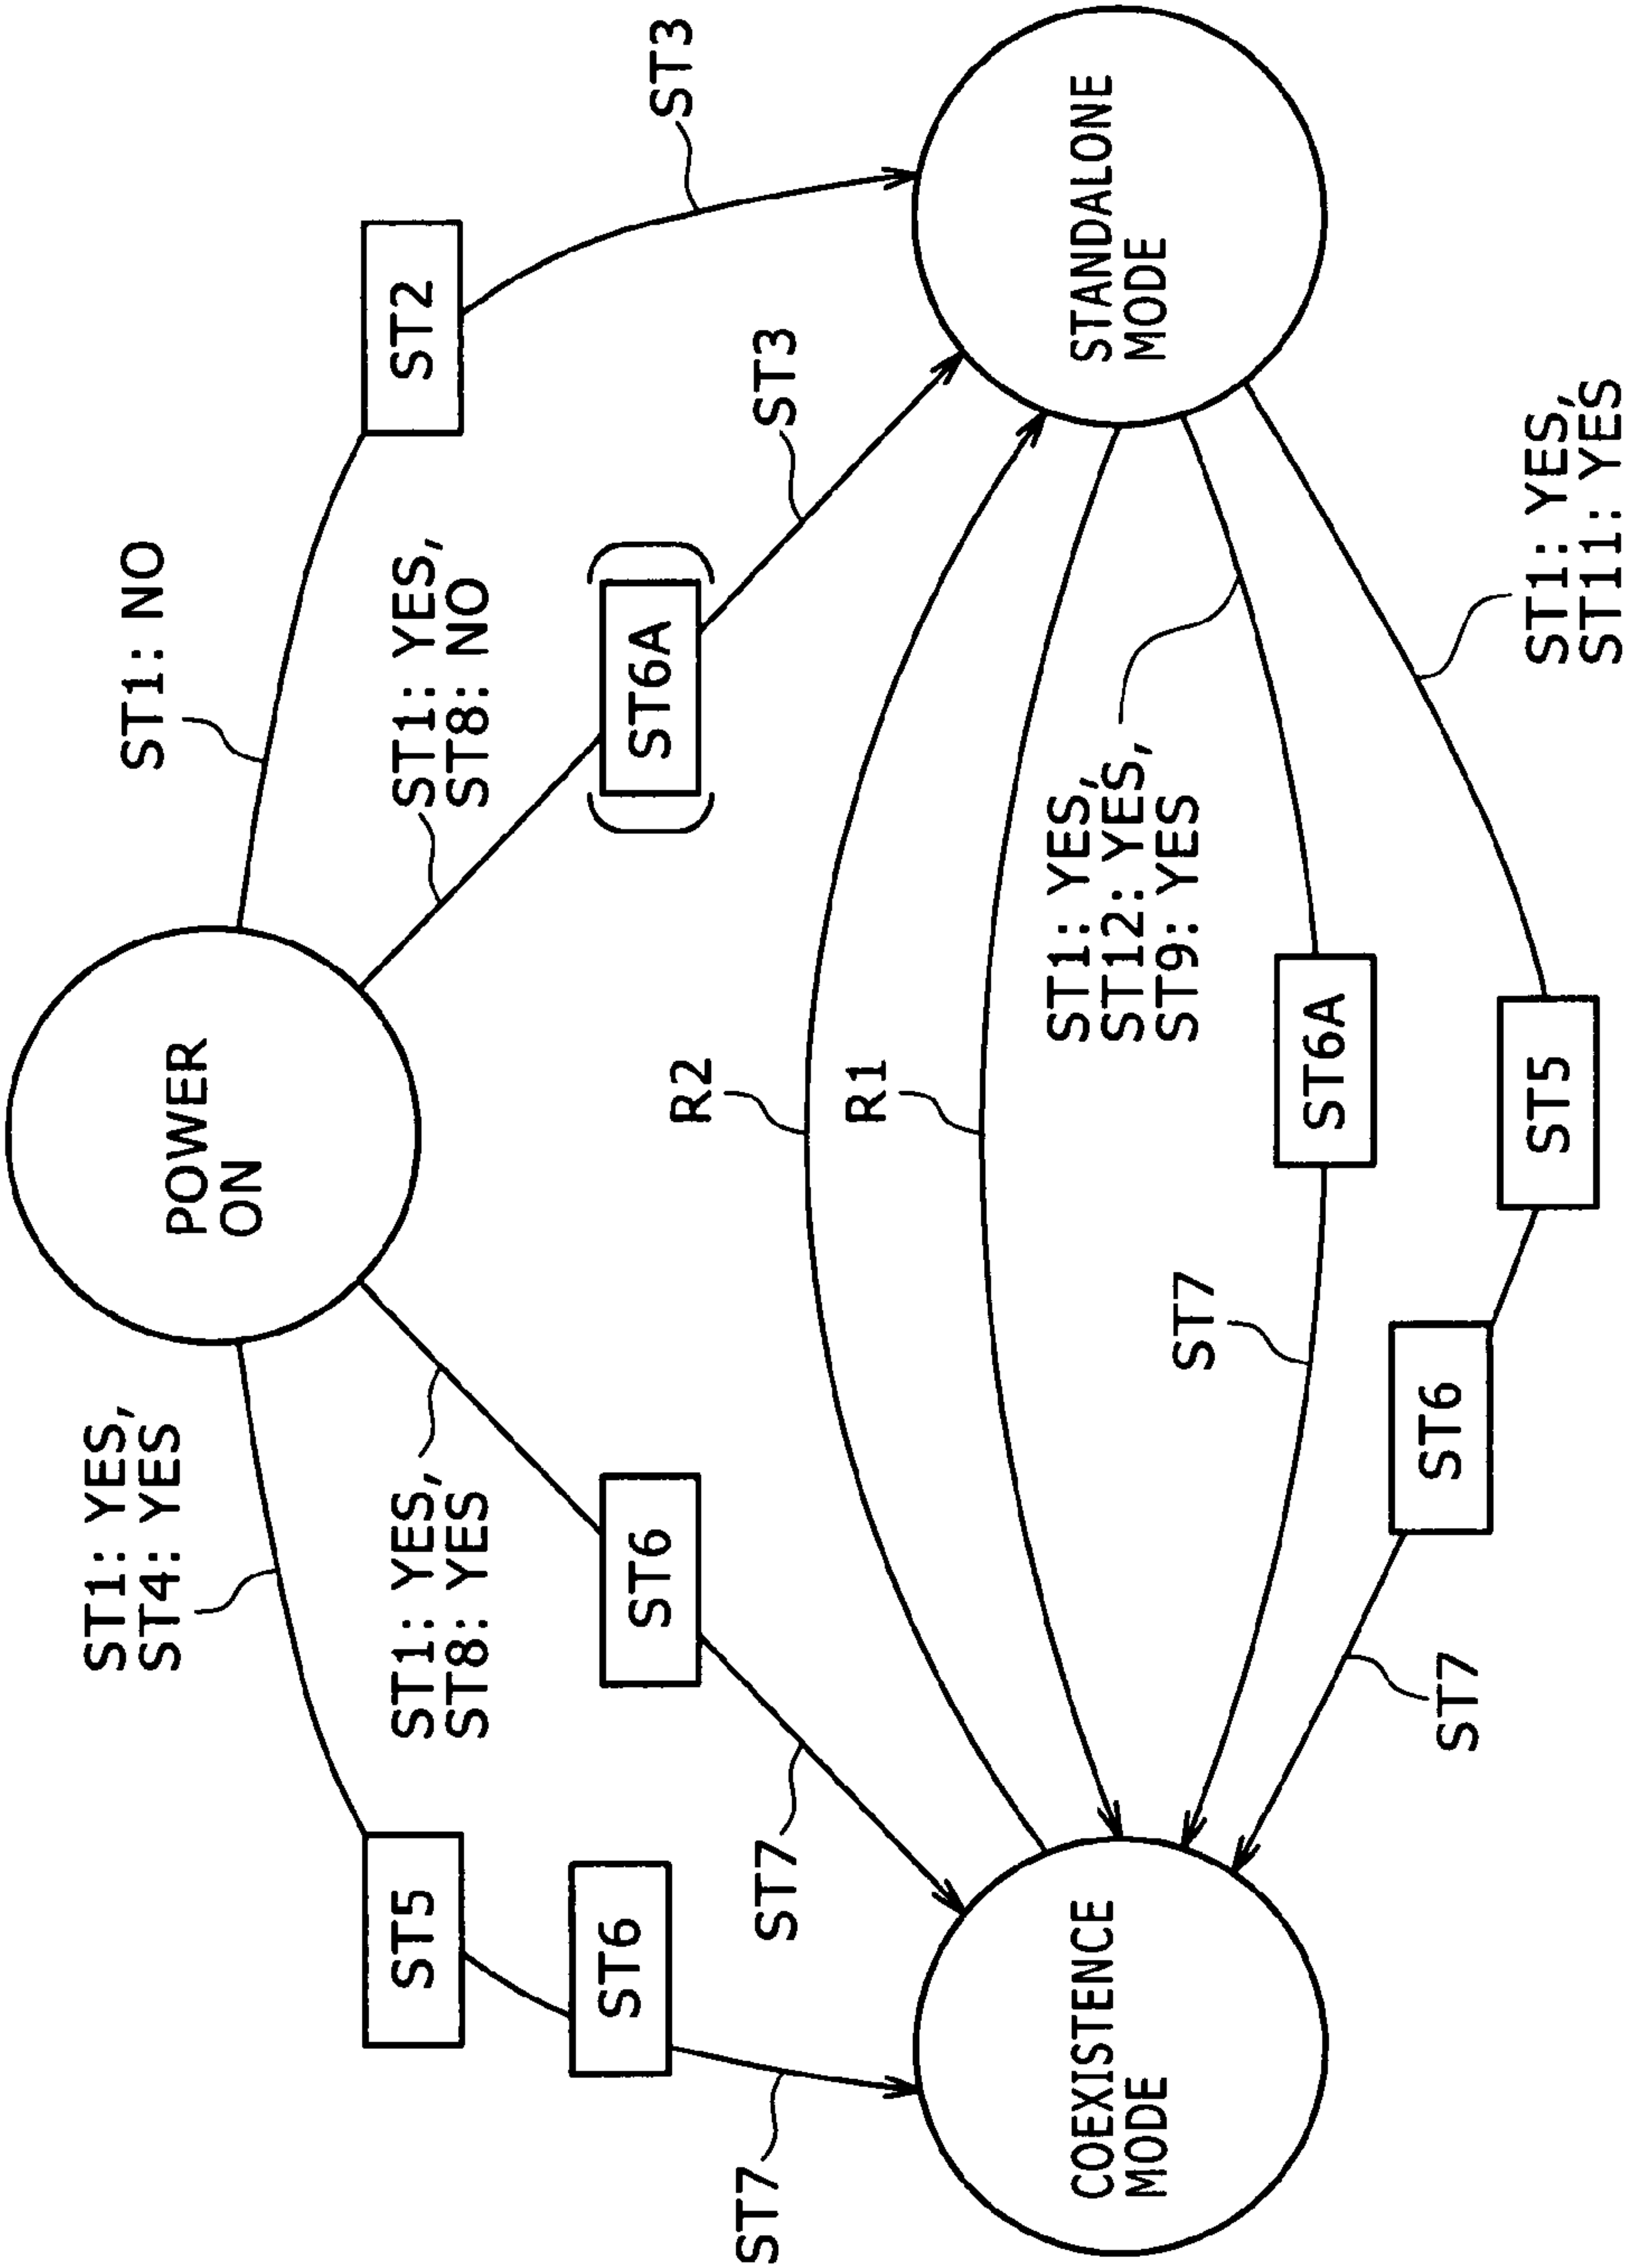 POWER
ON
ST1: YES,
ST4: YES
ST1: NO
ST5
ST2
ST1: YES,
ST8: YES
ST1: YES,
ST8: NO
ST6
ST6
ST6A
ST7
ST7
ST3
ST3
R2
R1
COEXISTENCE
MODE
STANDALONE
MODE
ST1: YES,
ST12: YES,
ST9: YES
ST7
ST6A
ST7
ST6
ST5
ST1: YES,
ST11: YES